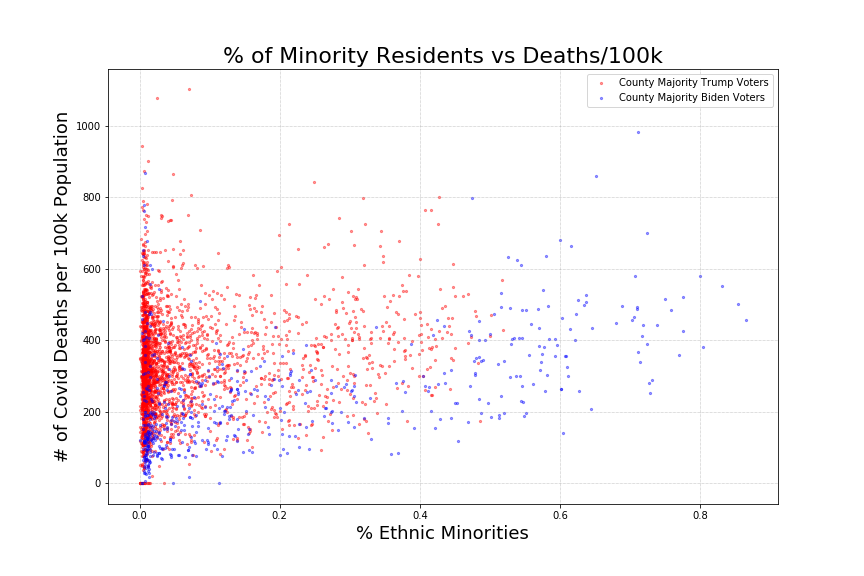 % of Minority Residents vs Deaths/100k
County Majority Trump Voters
County Majority Biden Voters
# of Covid Deaths per 100k Population
1000
800
600
400
200
0
0.0 0.2 0.4 0.6 0.8
% Ethnic Minorities